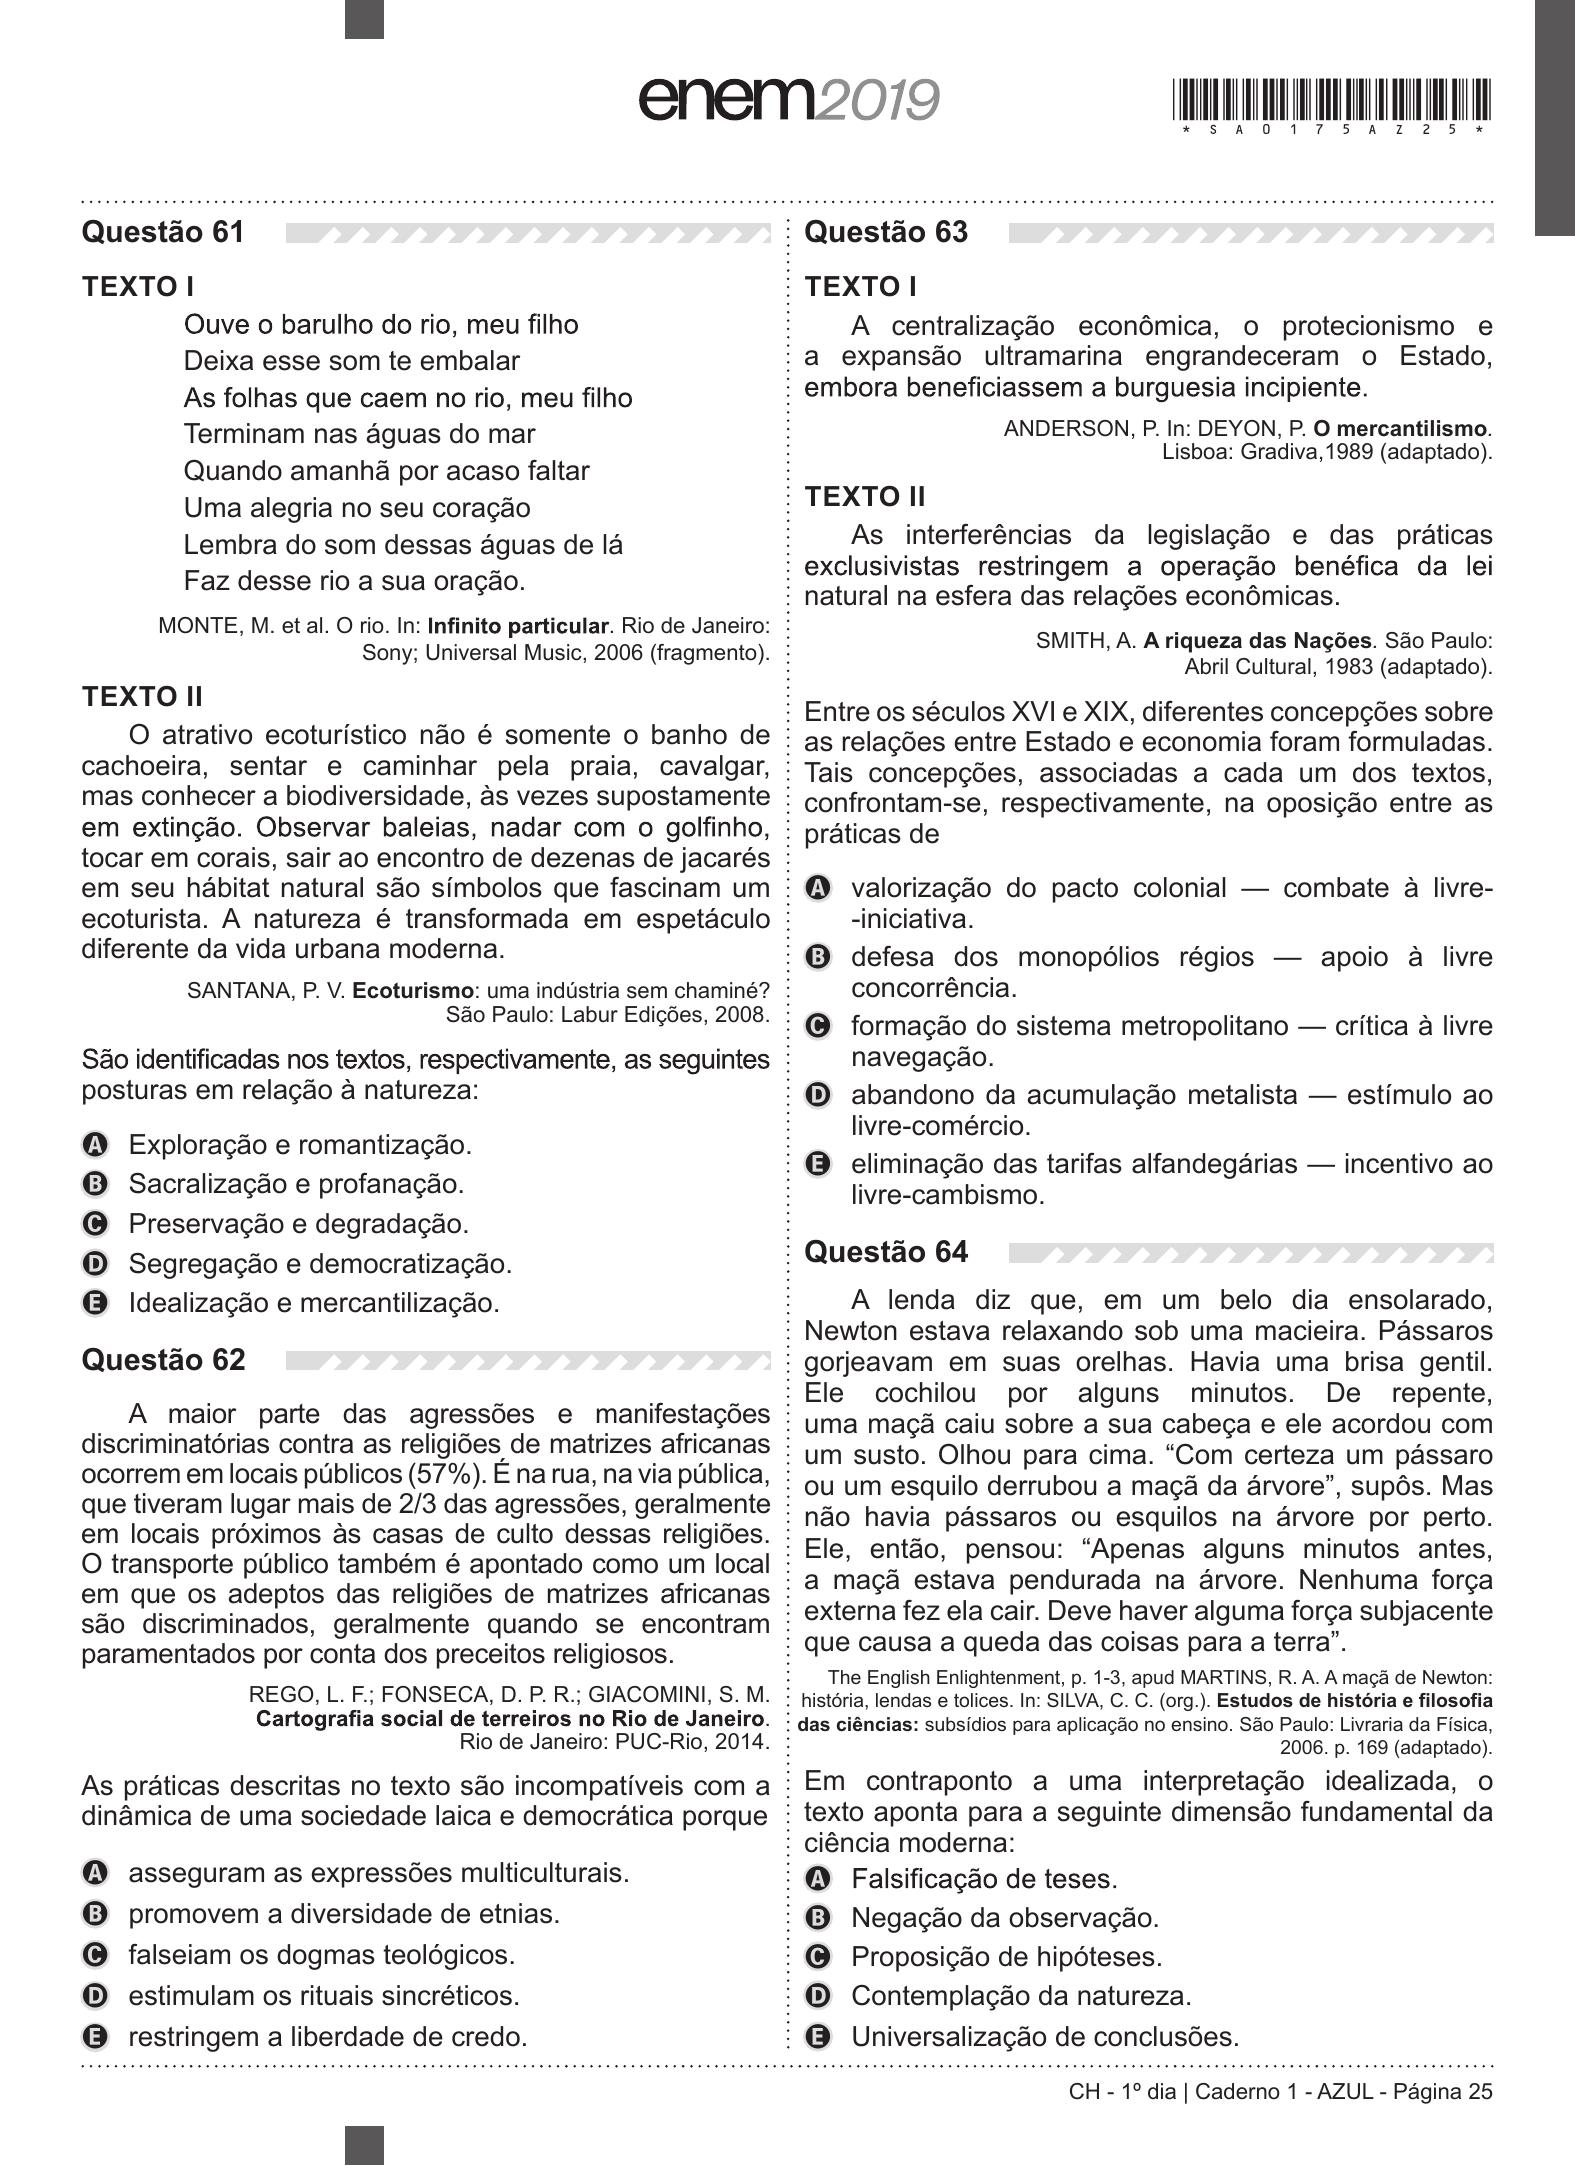 enem2019
*SA0175AZ25*
Questão 61
TEXTO I
Ouve o barulho do rio, meu filho
Deixa esse som te embalar
As folhas que caem no rio, meu filho
Terminam nas águas do mar
Quando amanhã por acaso faltar
Uma alegria no seu coração
Lembra do som dessas águas de lá
Faz desse rio a sua oração.
MONTE, M. et al. O rio. In: Infinito particular. Rio de Janeiro:
Sony; Universal Music, 2006 (fragmento).
TEXTO II
O atrativo ecoturístico não é somente o banho de
cachoeira, sentar e caminhar pela praia, cavalgar,
mas conhecer a biodiversidade, às vezes supostamente
em extinção. Observar baleias, nadar com o golfinho,
tocar em corais, sair ao encontro de dezenas de jacarés
em seu hábitat natural são símbolos que fascinam um
ecoturista. A natureza é transformada em espetáculo
diferente da vida urbana moderna.
SANTANA, P. V. Ecoturismo: uma indústria sem chaminé?
São Paulo: Labur Edições, 2008.
São identificadas nos textos, respectivamente, as seguintes
posturas em relação à natureza:
A Exploração e romantização.
B Sacralização e profanação.
C Preservação e degradação.
D Segregação e democratização.
E Idealização e mercantilização.
Questão 62
A maior parte das agressões e manifestações
discriminatórias contra as religiões de matrizes africanas
ocorrem em locais públicos (57%). É na rua, na via pública,
que tiveram lugar mais de 2/3 das agressões, geralmente
em locais próximos às casas de culto dessas religiões.
O transporte público também é apontado como um local
em que os adeptos das religiões de matrizes africanas
são discriminados, geralmente quando se encontram
paramentados por conta dos preceitos religiosos.
REGO, L. F.; FONSECA, D. P. R.; GIACOMINI, S. M.
Cartografia social de terreiros no Rio de Janeiro.
Rio de Janeiro: PUC-Rio, 2014.
As práticas descritas no texto são incompatíveis com a
dinâmica de uma sociedade laica e democrática porque
A asseguram as expressões multiculturais.
B promovem a diversidade de etnias.
C falseiam os dogmas teológicos.
D estimulam os rituais sincréticos.
E restringem a liberdade de credo.
Questão 63
TEXTO I
A centralização econômica, o protecionismo e
a expansão ultramarina engrandeceram o Estado,
embora beneficiassem a burguesia incipiente.
ANDERSON, P. In: DEYON, P. O mercantilismo.
Lisboa: Gradiva,1989 (adaptado).
TEXTO II
As interferências da legislação e das práticas
exclusivistas restringem a operação benéfica da lei
natural na esfera das relações econômicas.
SMITH, A. A riqueza das Nações. São Paulo:
Abril Cultural, 1983 (adaptado).
Entre os séculos XVI e XIX, diferentes concepções sobre
as relações entre Estado e economia foram formuladas.
Tais concepções, associadas a cada um dos textos,
confrontam-se, respectivamente, na oposição entre as
práticas de
A valorização do pacto colonial — combate à livre-
-iniciativa.
B defesa dos monopólios régios — apoio à livre
concorrência.
C formação do sistema metropolitano — crítica à livre
navegação.
D abandono da acumulação metalista — estímulo ao
livre-comércio.
E eliminação das tarifas alfandegárias — incentivo ao
livre-cambismo.
Questão 64
A lenda diz que, em um belo dia ensolarado,
Newton estava relaxando sob uma macieira. Pássaros
gorjeavam em suas orelhas. Havia uma brisa gentil.
Ele cochilou por alguns minutos. De repente,
uma maçã caiu sobre a sua cabeça e ele acordou com
um susto. Olhou para cima. “Com certeza um pássaro
ou um esquilo derrubou a maçã da árvore”, supôs. Mas
não havia pássaros ou esquilos na árvore por perto.
Ele, então, pensou: “Apenas alguns minutos antes,
a maçã estava pendurada na árvore. Nenhuma força
externa fez ela cair. Deve haver alguma força subjacente
que causa a queda das coisas para a terra”.
The English Enlightenment, p. 1-3, apud MARTINS, R. A. A maçã de Newton:
história, lendas e tolices. In: SILVA, C. C. (org.). Estudos de história e filosofia
das ciências: subsídios para aplicação no ensino. São Paulo: Livraria da Física,
2006. p. 169 (adaptado).
Em contraponto a uma interpretação idealizada, o
texto aponta para a seguinte dimensão fundamental da
ciência moderna:
A Falsificação de teses.
B Negação da observação.
C Proposição de hipóteses.
D Contemplação da natureza.
E Universalização de conclusões.
CH - 1º dia | Caderno 1 - AZUL - Página 25